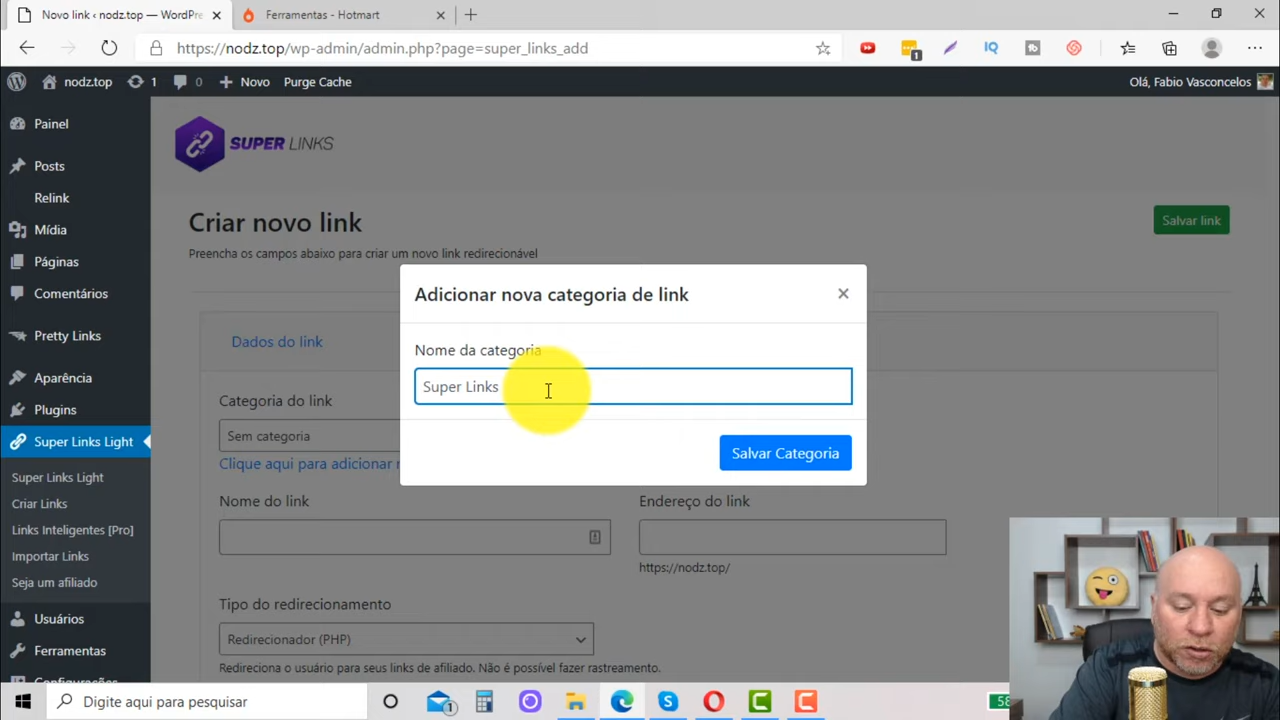 Novo link ‹ nodz.top — WordPre
Ferramentas - Hotmart
https://nodz.top/wp-admin/admin.php?page=super_links_add
1
IQ
nodz.top
1
0
Novo
Purge Cache
Olá, Fabio Vasconcelos
Painel
Posts
Relink
Mídia
Páginas
Comentários
Pretty Links
Aparência
Plugins
Super Links Light
Super Links Light
Criar Links
Links Inteligentes [Pro]
Importar Links
Seja um afiliado
Usuários
Ferramentas
Configurações
SUPER LINKS
Criar novo link
Salvar link
Preencha os campos abaixo para criar um novo link redirecionável
Dados do link
Categoria do link
Sem categoria
Clique aqui para adicionar
Adicionar nova categoria de link
×
Nome da categoria
Super Links
Salvar Categoria
Nome do link
Endereço do link
https://nodz.top/
Tipo do redirecionamento
Redirecionador (PHP)
Redireciona o usuário para seus links de afiliado. Não é possível fazer rastreamento.
Digite aqui para pesquisar
1
58